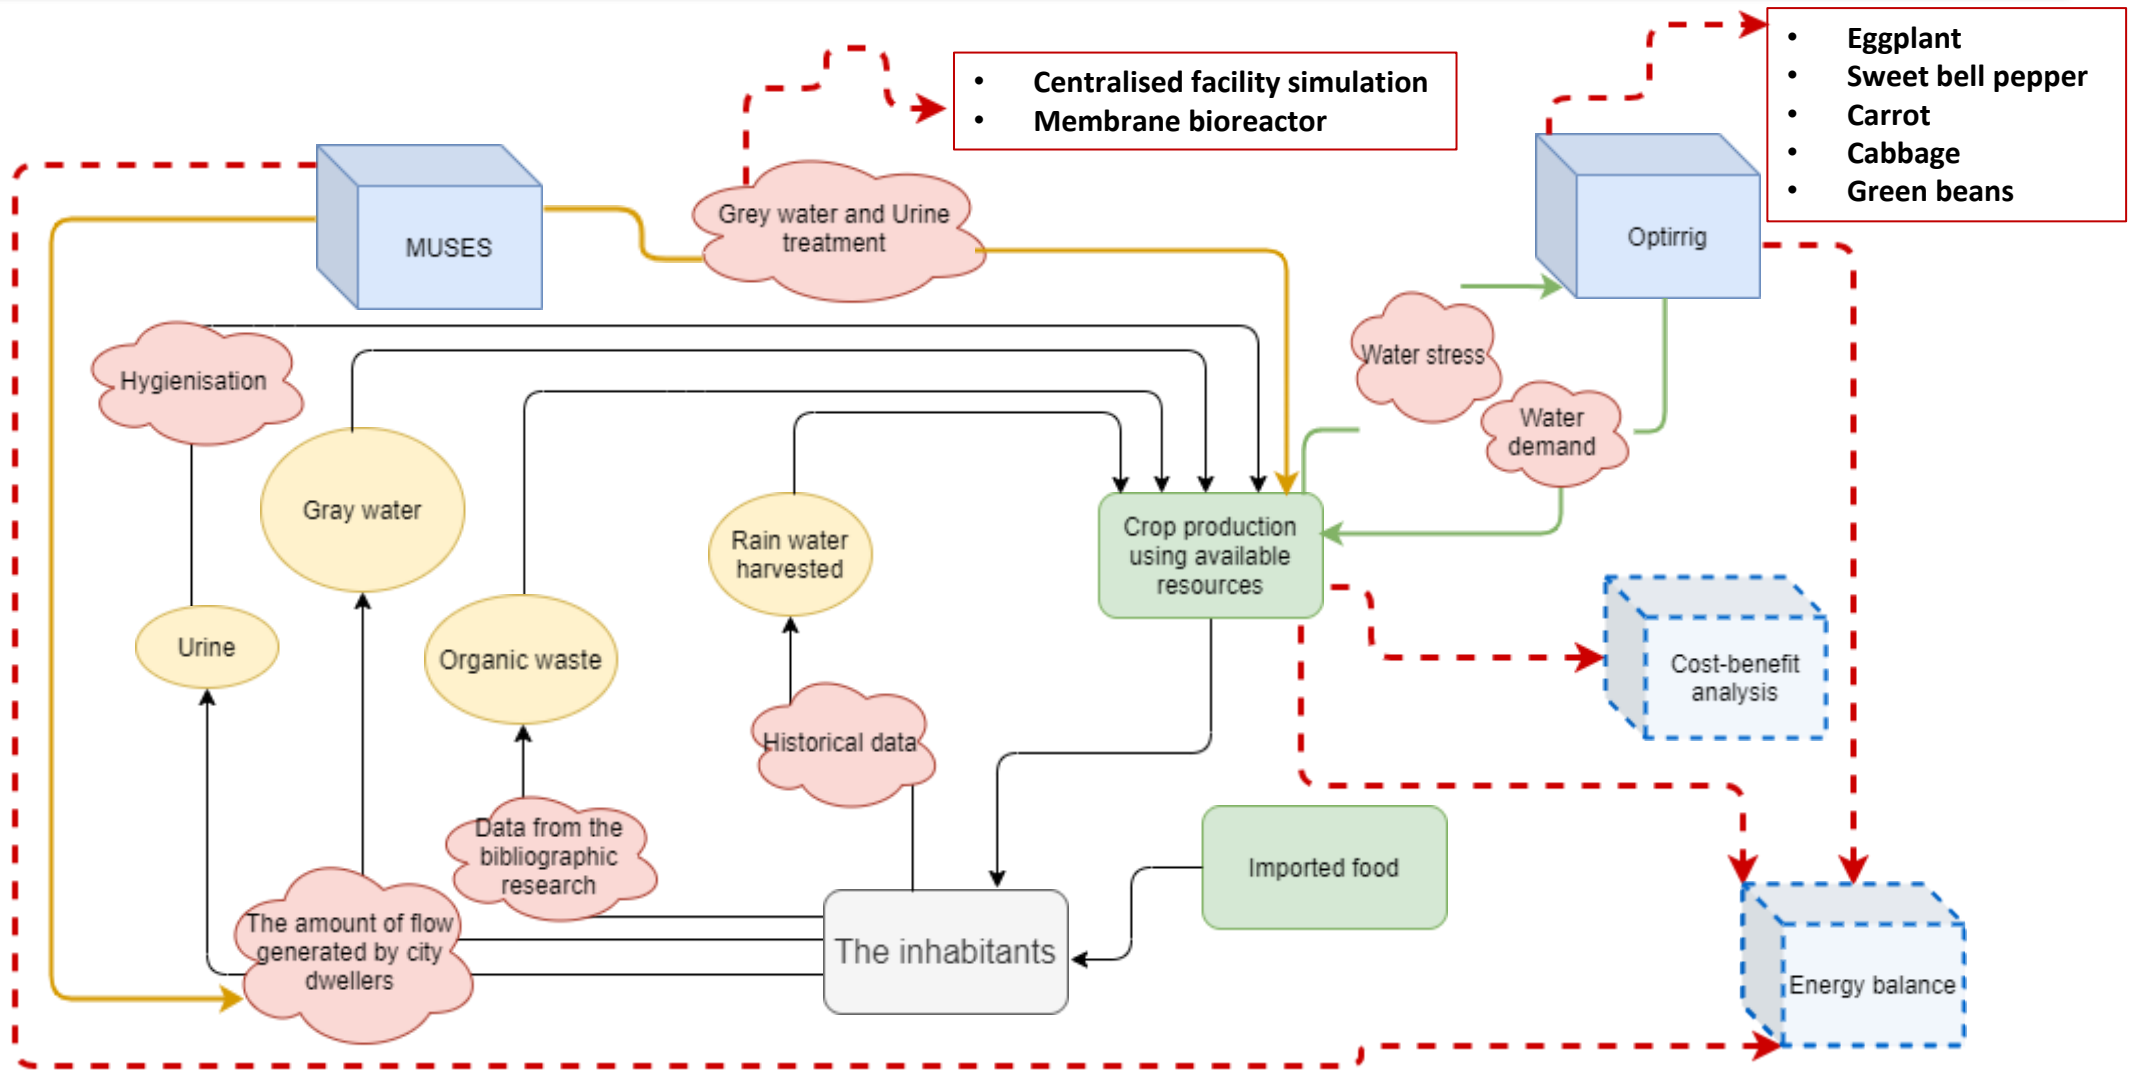 • Eggplant
• Sweet bell pepper
• Carrot
• Cabbage
• Green beans
• Centralised facility simulation
• Membrane bioreactor
MUSES
Grey water and Urine
treatment
Optirrig
Hygienisation
Water stress
Water
demand
Gray water
Rain water
harvested
Crop production
using available
resources
Urine
Organic waste
Cost-benefit
analysis
Historical data
Data from the
bibliographic
research
Imported food
The amount of flow
generated by city
dwellers
The inhabitants
Energy balance